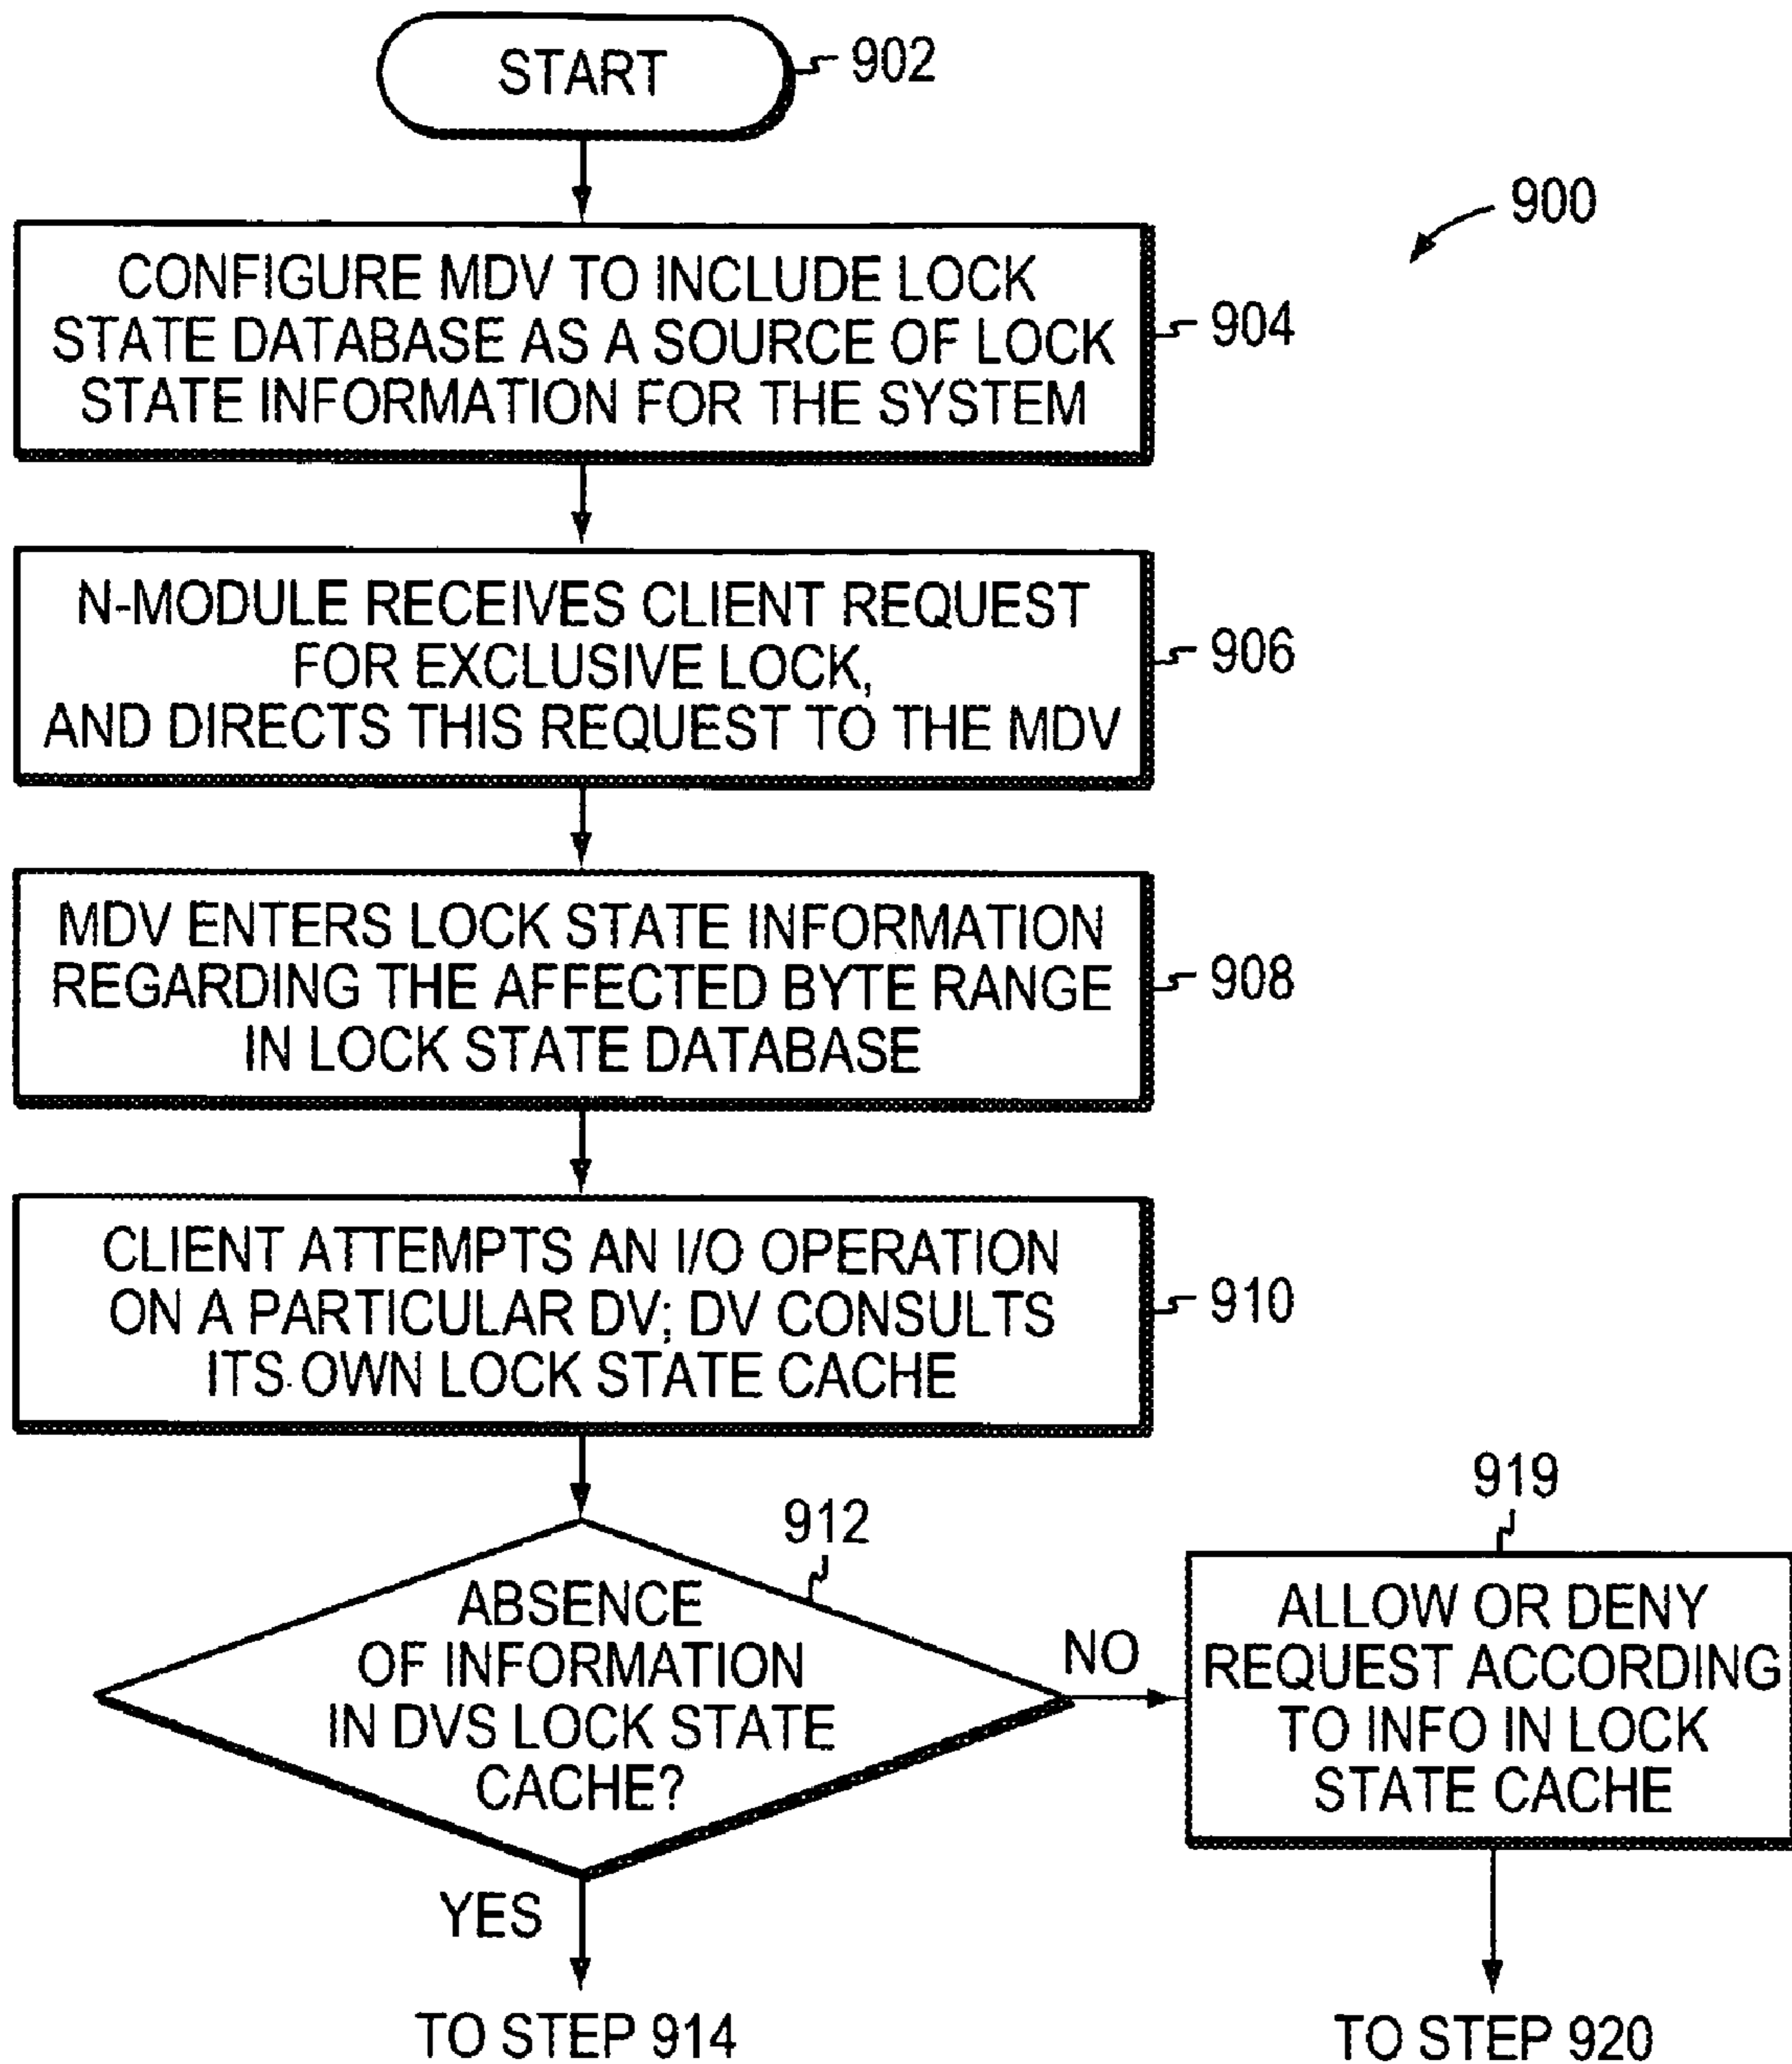 START
902
900
CONFIGURE MDV TO INCLUDE LOCK
STATE DATABASE AS A SOURCE OF LOCK
STATE INFORMATION FOR THE SYSTEM
904
N-MODULE RECEIVES CLIENT REQUEST
FOR EXCLUSIVE LOCK,
AND DIRECTS THIS REQUEST TO THE MDV
906
MDV ENTERS LOCK STATE INFORMATION
REGARDING THE AFFECTED BYTE RANGE
IN LOCK STATE DATABASE
908
CLIENT ATTEMPTS AN I/O OPERATION
ON A PARTICULAR DV; DV CONSULTS
ITS OWN LOCK STATE CACHE
910
912
ABSENCE
OF INFORMATION
IN DVS LOCK STATE
CACHE?
NO
919
ALLOW OR DENY
REQUEST ACCORDING
TO INFO IN LOCK
STATE CACHE
YES
TO STEP 914
TO STEP 920